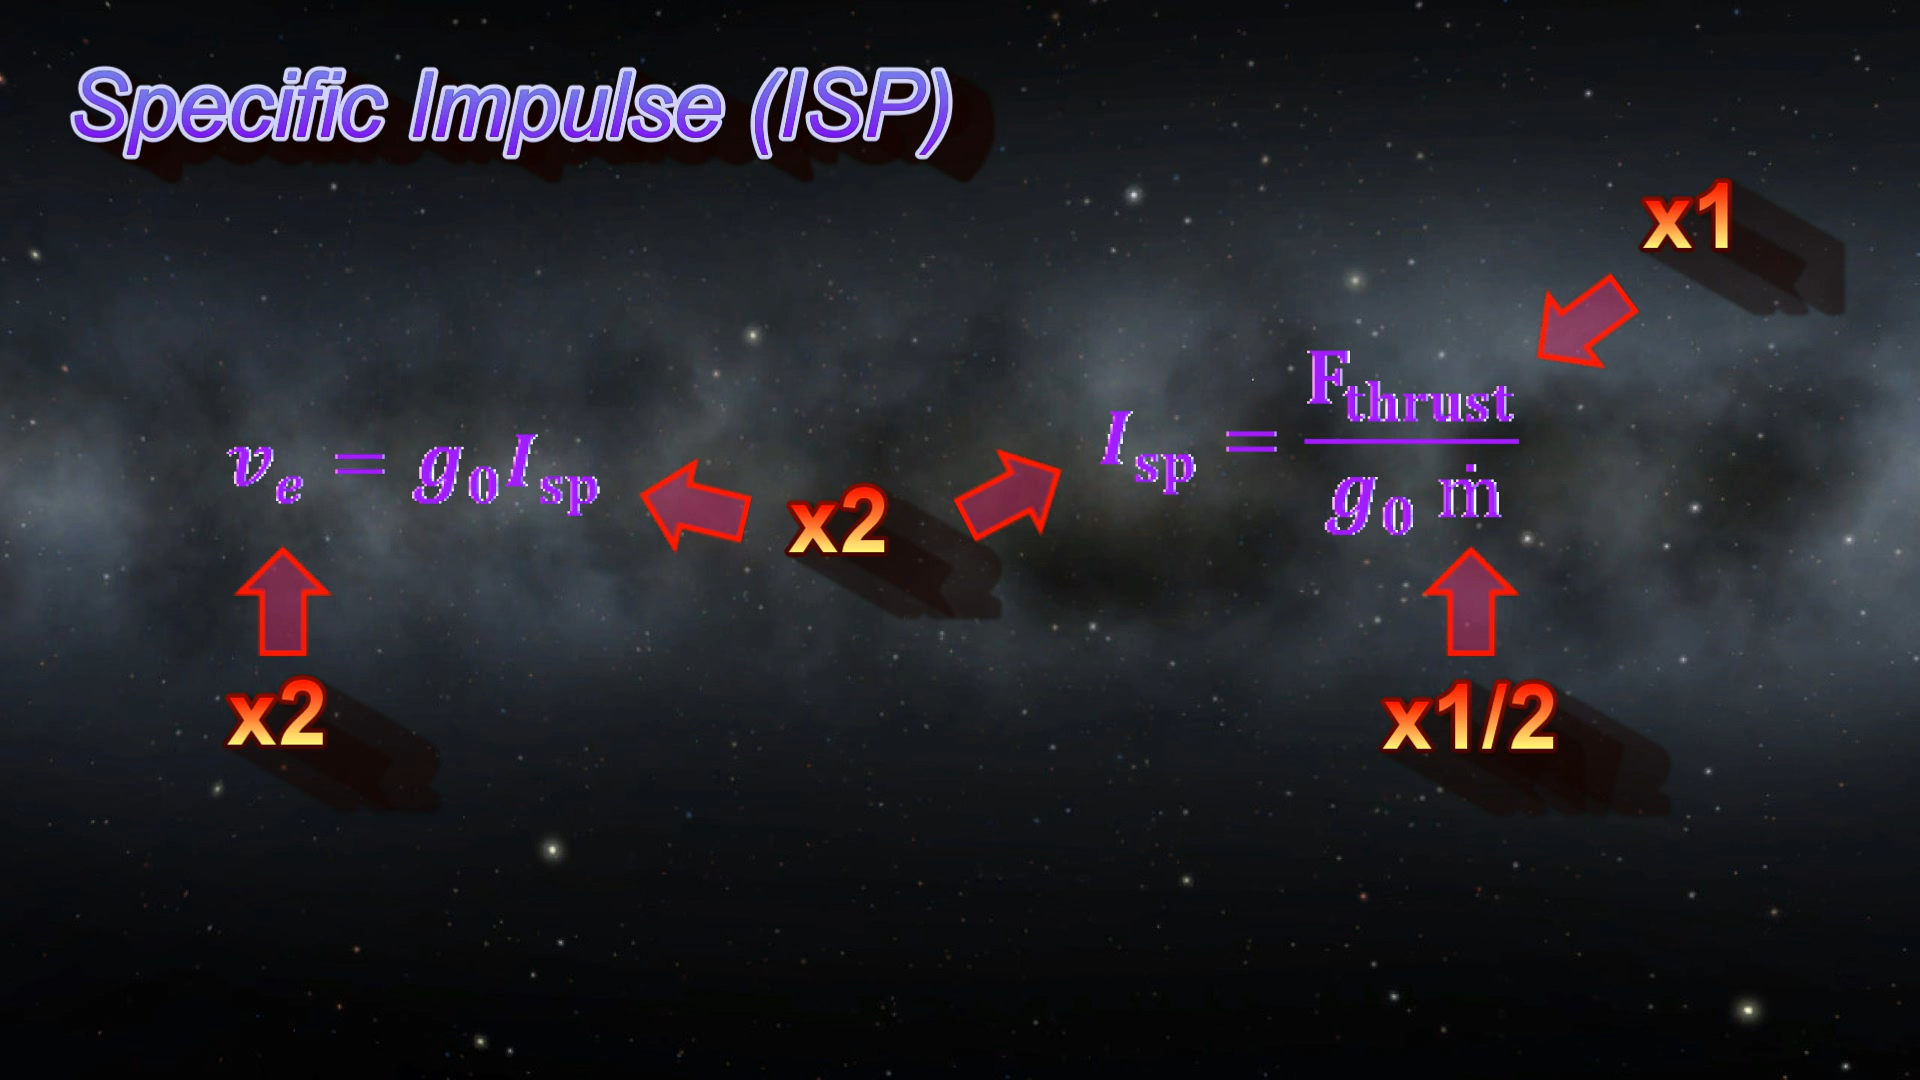 Specific Impulse (ISP)
x1
v_e = g_0 I_sp
x2
I_sp = F_thrust / g_0 ṁ
x2
x1/2